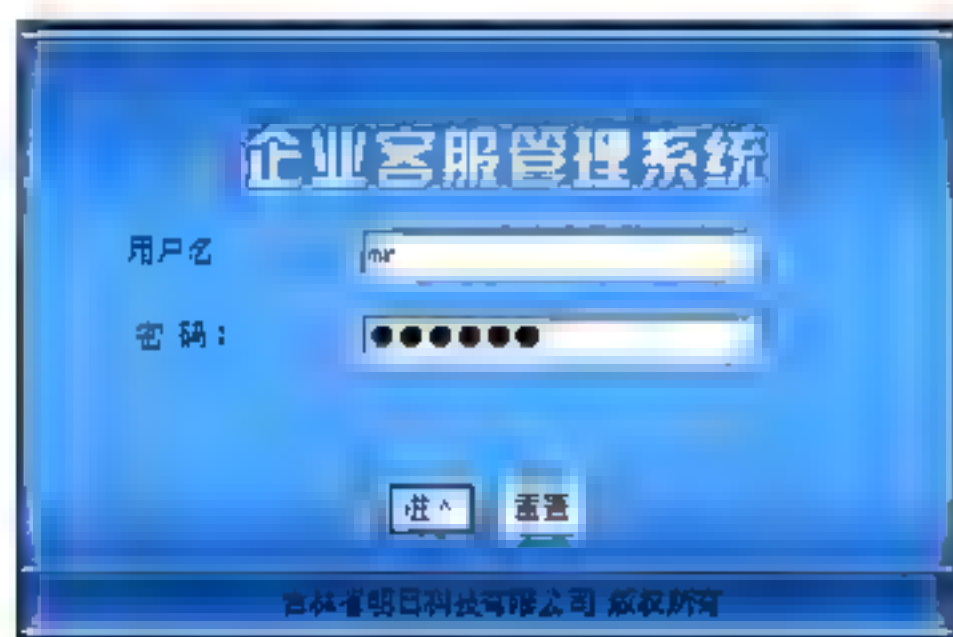 企业客服管理系统
用户名
mr
密 码：
●●●●●●
进入 重置
吉林省明日科技有限公司 版权所有